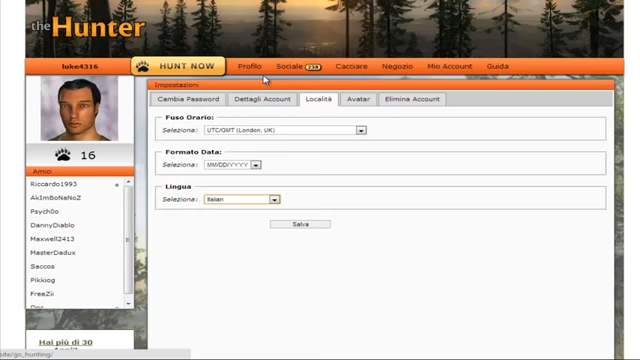 the Hunter
luke4316
HUNT NOW
Profilo
Sociale
Cacciare
Negozio
Mio Account
Guida
Impostazioni
Cambia Password
Dettagli Account
Località
Avatar
Elimina Account
16
Fuso Orario:
Seleziona: UTC/GMT (London, UK)
Formato Data:
Seleziona: MM/DD/YYYY
Lingua
Seleziona: Italian
Salva
Amici
Riccardo1993
AkImBoNaNoZ
Psych0o
DannyDiablo
Maxwell2413
MasterDadux
Saccos
Pikkiog
FreeZii
Hai più di 30
site/go_hunting/